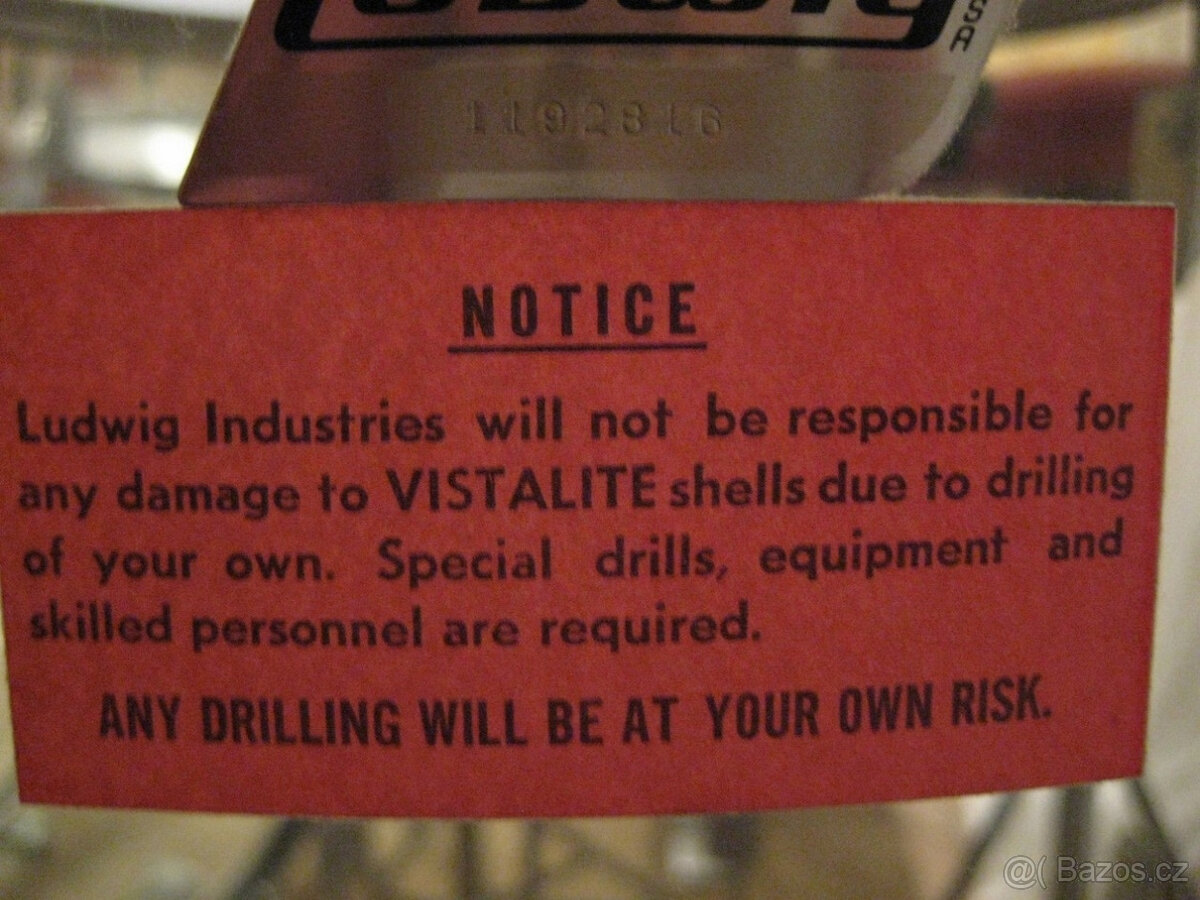 Ludwig
USA
1192816
NOTICE
Ludwig Industries will not be responsible for
any damage to VISTALITE shells due to drilling
of your own. Special drills, equipment and
skilled personnel are required.
ANY DRILLING WILL BE AT YOUR OWN RISK.
@( Bazos.cz